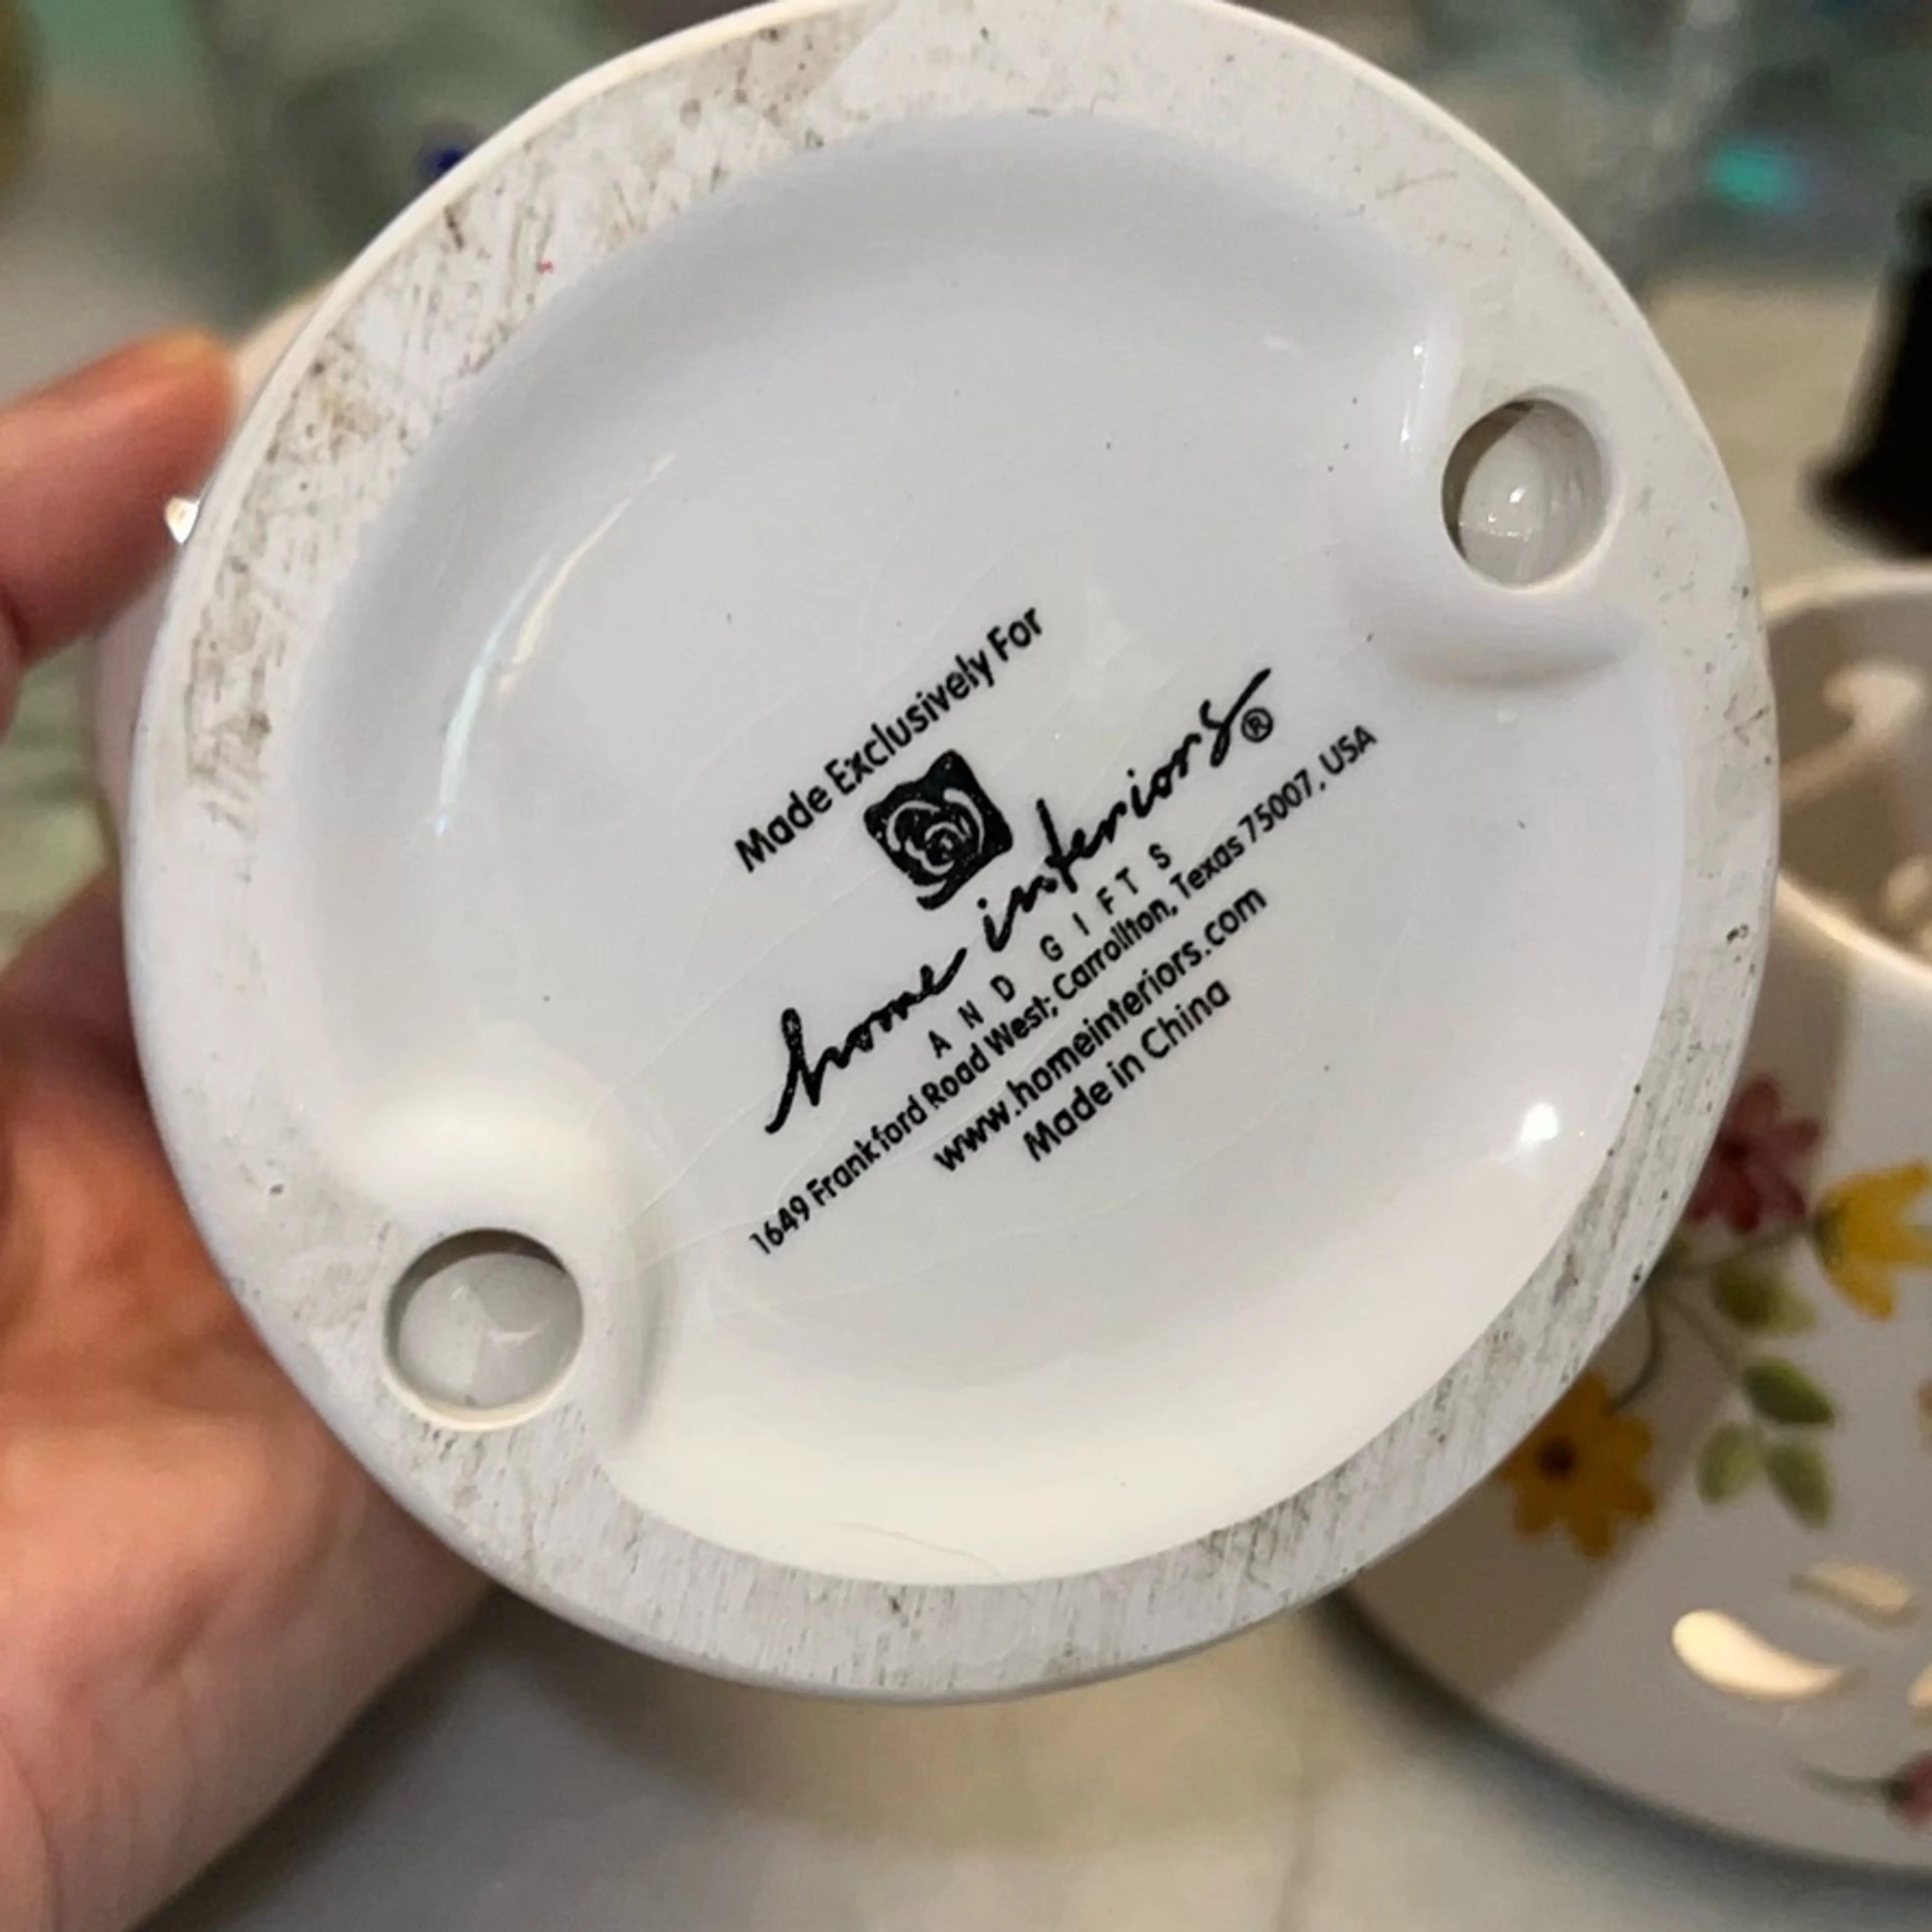 Made Exclusively For
home interiors®
AND GIFTS
1649 Frankford Road West; Carrollton, Texas 75007, USA
www.homeinteriors.com
Made in China